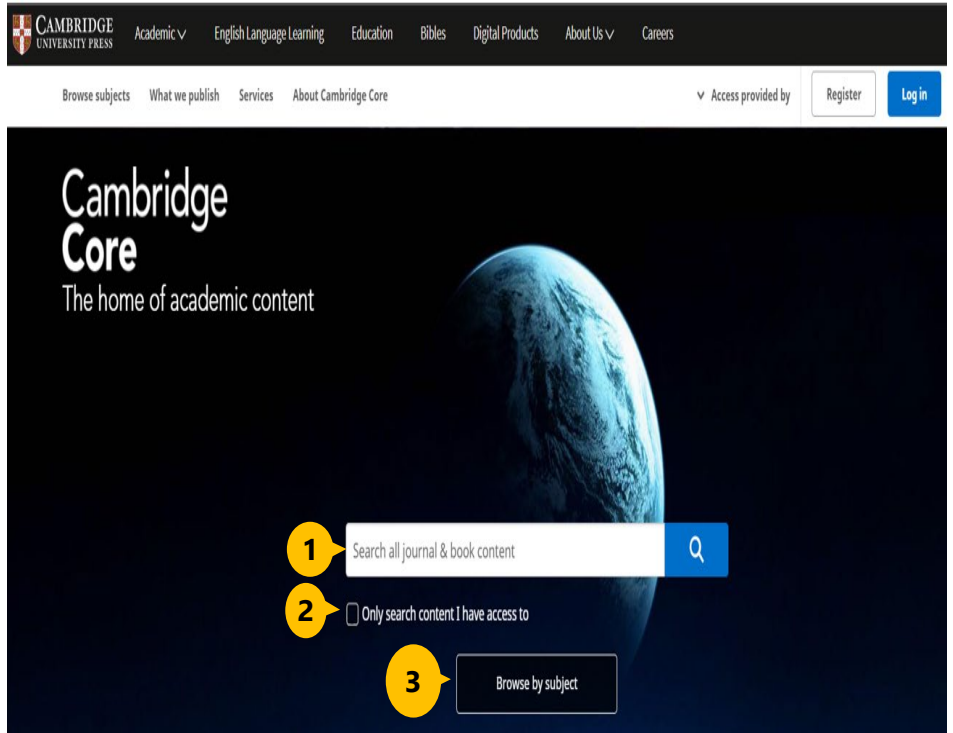 CAMBRIDGE
UNIVERSITY PRESS
Academic English Language Learning Education Bibles Digital Products About Us Careers
Browse subjects What we publish Services About Cambridge Core Access provided by Register Log in
Cambridge
Core
The home of academic content
1 Search all journal & book content
2 Only search content I have access to
3 Browse by subject